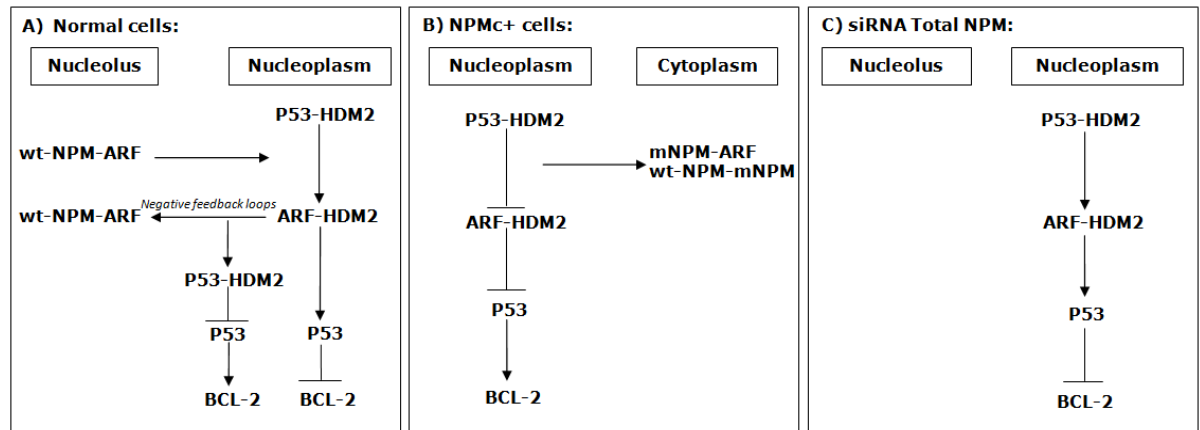 A) Normal cells:
Nucleolus
Nucleoplasm
P53-HDM2
wt-NPM-ARF
wt-NPM-ARF
Negative feedback loops
ARF-HDM2
P53-HDM2
P53
P53
BCL-2
BCL-2
B) NPMc+ cells:
Nucleoplasm
Cytoplasm
P53-HDM2
mNPM-ARF
wt-NPM-mNPM
ARF-HDM2
P53
BCL-2
C) siRNA Total NPM:
Nucleolus
Nucleoplasm
P53-HDM2
ARF-HDM2
P53
BCL-2